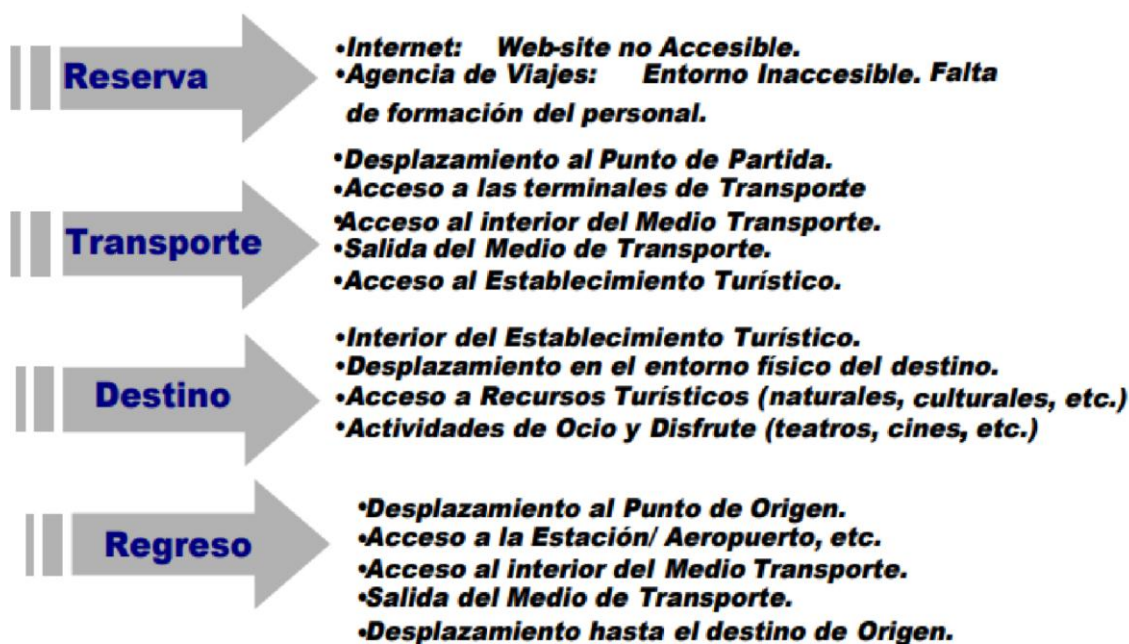 Reserva
•Internet: Web-site no Accesible.
•Agencia de Viajes: Entorno Inaccesible. Falta
de formación del personal.
Transporte
•Desplazamiento al Punto de Partida.
•Acceso a las terminales de Transporte
•Acceso al interior del Medio Transporte.
•Salida del Medio de Transporte.
•Acceso al Establecimiento Turístico.
Destino
•Interior del Establecimiento Turístico.
•Desplazamiento en el entorno físico del destino.
•Acceso a Recursos Turísticos (naturales, culturales, etc.)
•Actividades de Ocio y Disfrute (teatros, cines, etc.)
Regreso
•Desplazamiento al Punto de Origen.
•Acceso a la Estación/ Aeropuerto, etc.
•Acceso al interior del Medio Transporte.
•Salida del Medio de Transporte.
•Desplazamiento hasta el destino de Origen.